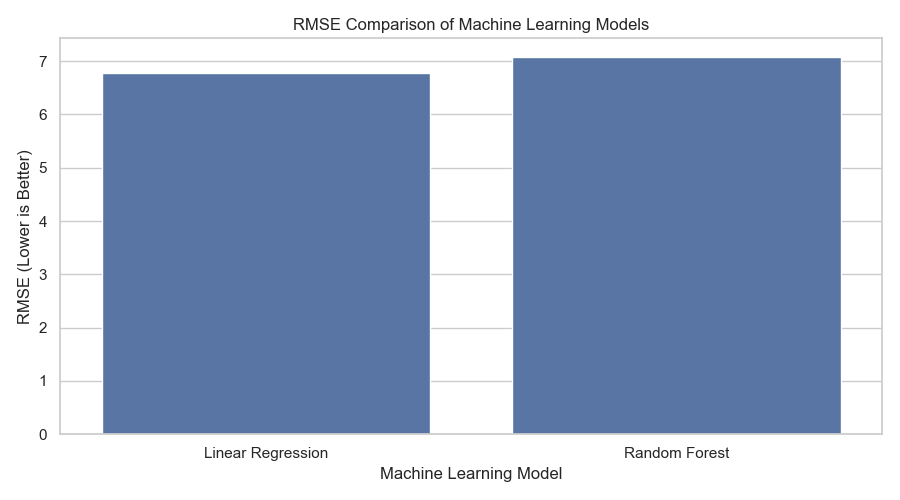 RMSE Comparison of Machine Learning Models
RMSE (Lower is Better)
7
6
5
4
3
2
1
0
Linear Regression
Random Forest
Machine Learning Model